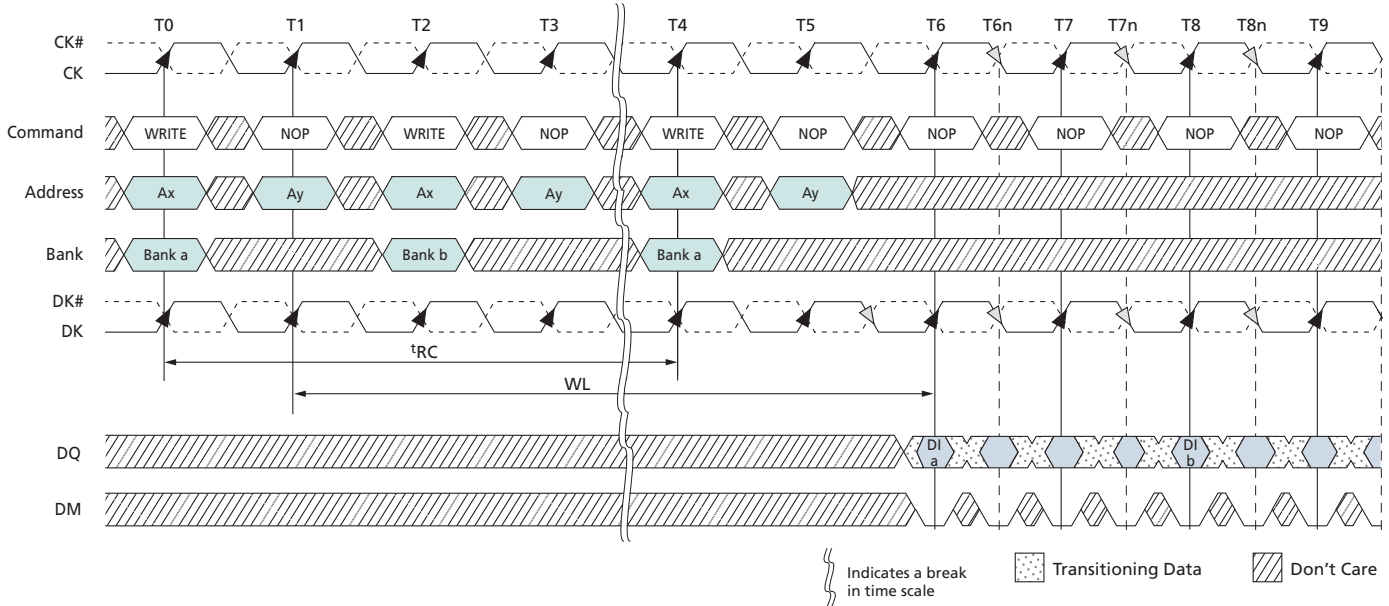 T0 T1 T2 T3 T4 T5 T6 T6n T7 T7n T8 T8n T9
CK#
CK
Command WRITE NOP WRITE NOP WRITE NOP NOP NOP NOP NOP
Address Ax Ay Ax Ay Ax Ay
Bank Bank a Bank b Bank a
DK#
DK
tRC
WL
DQ DI a DI b
DM
Indicates a break
in time scale
Transitioning Data
Don't Care